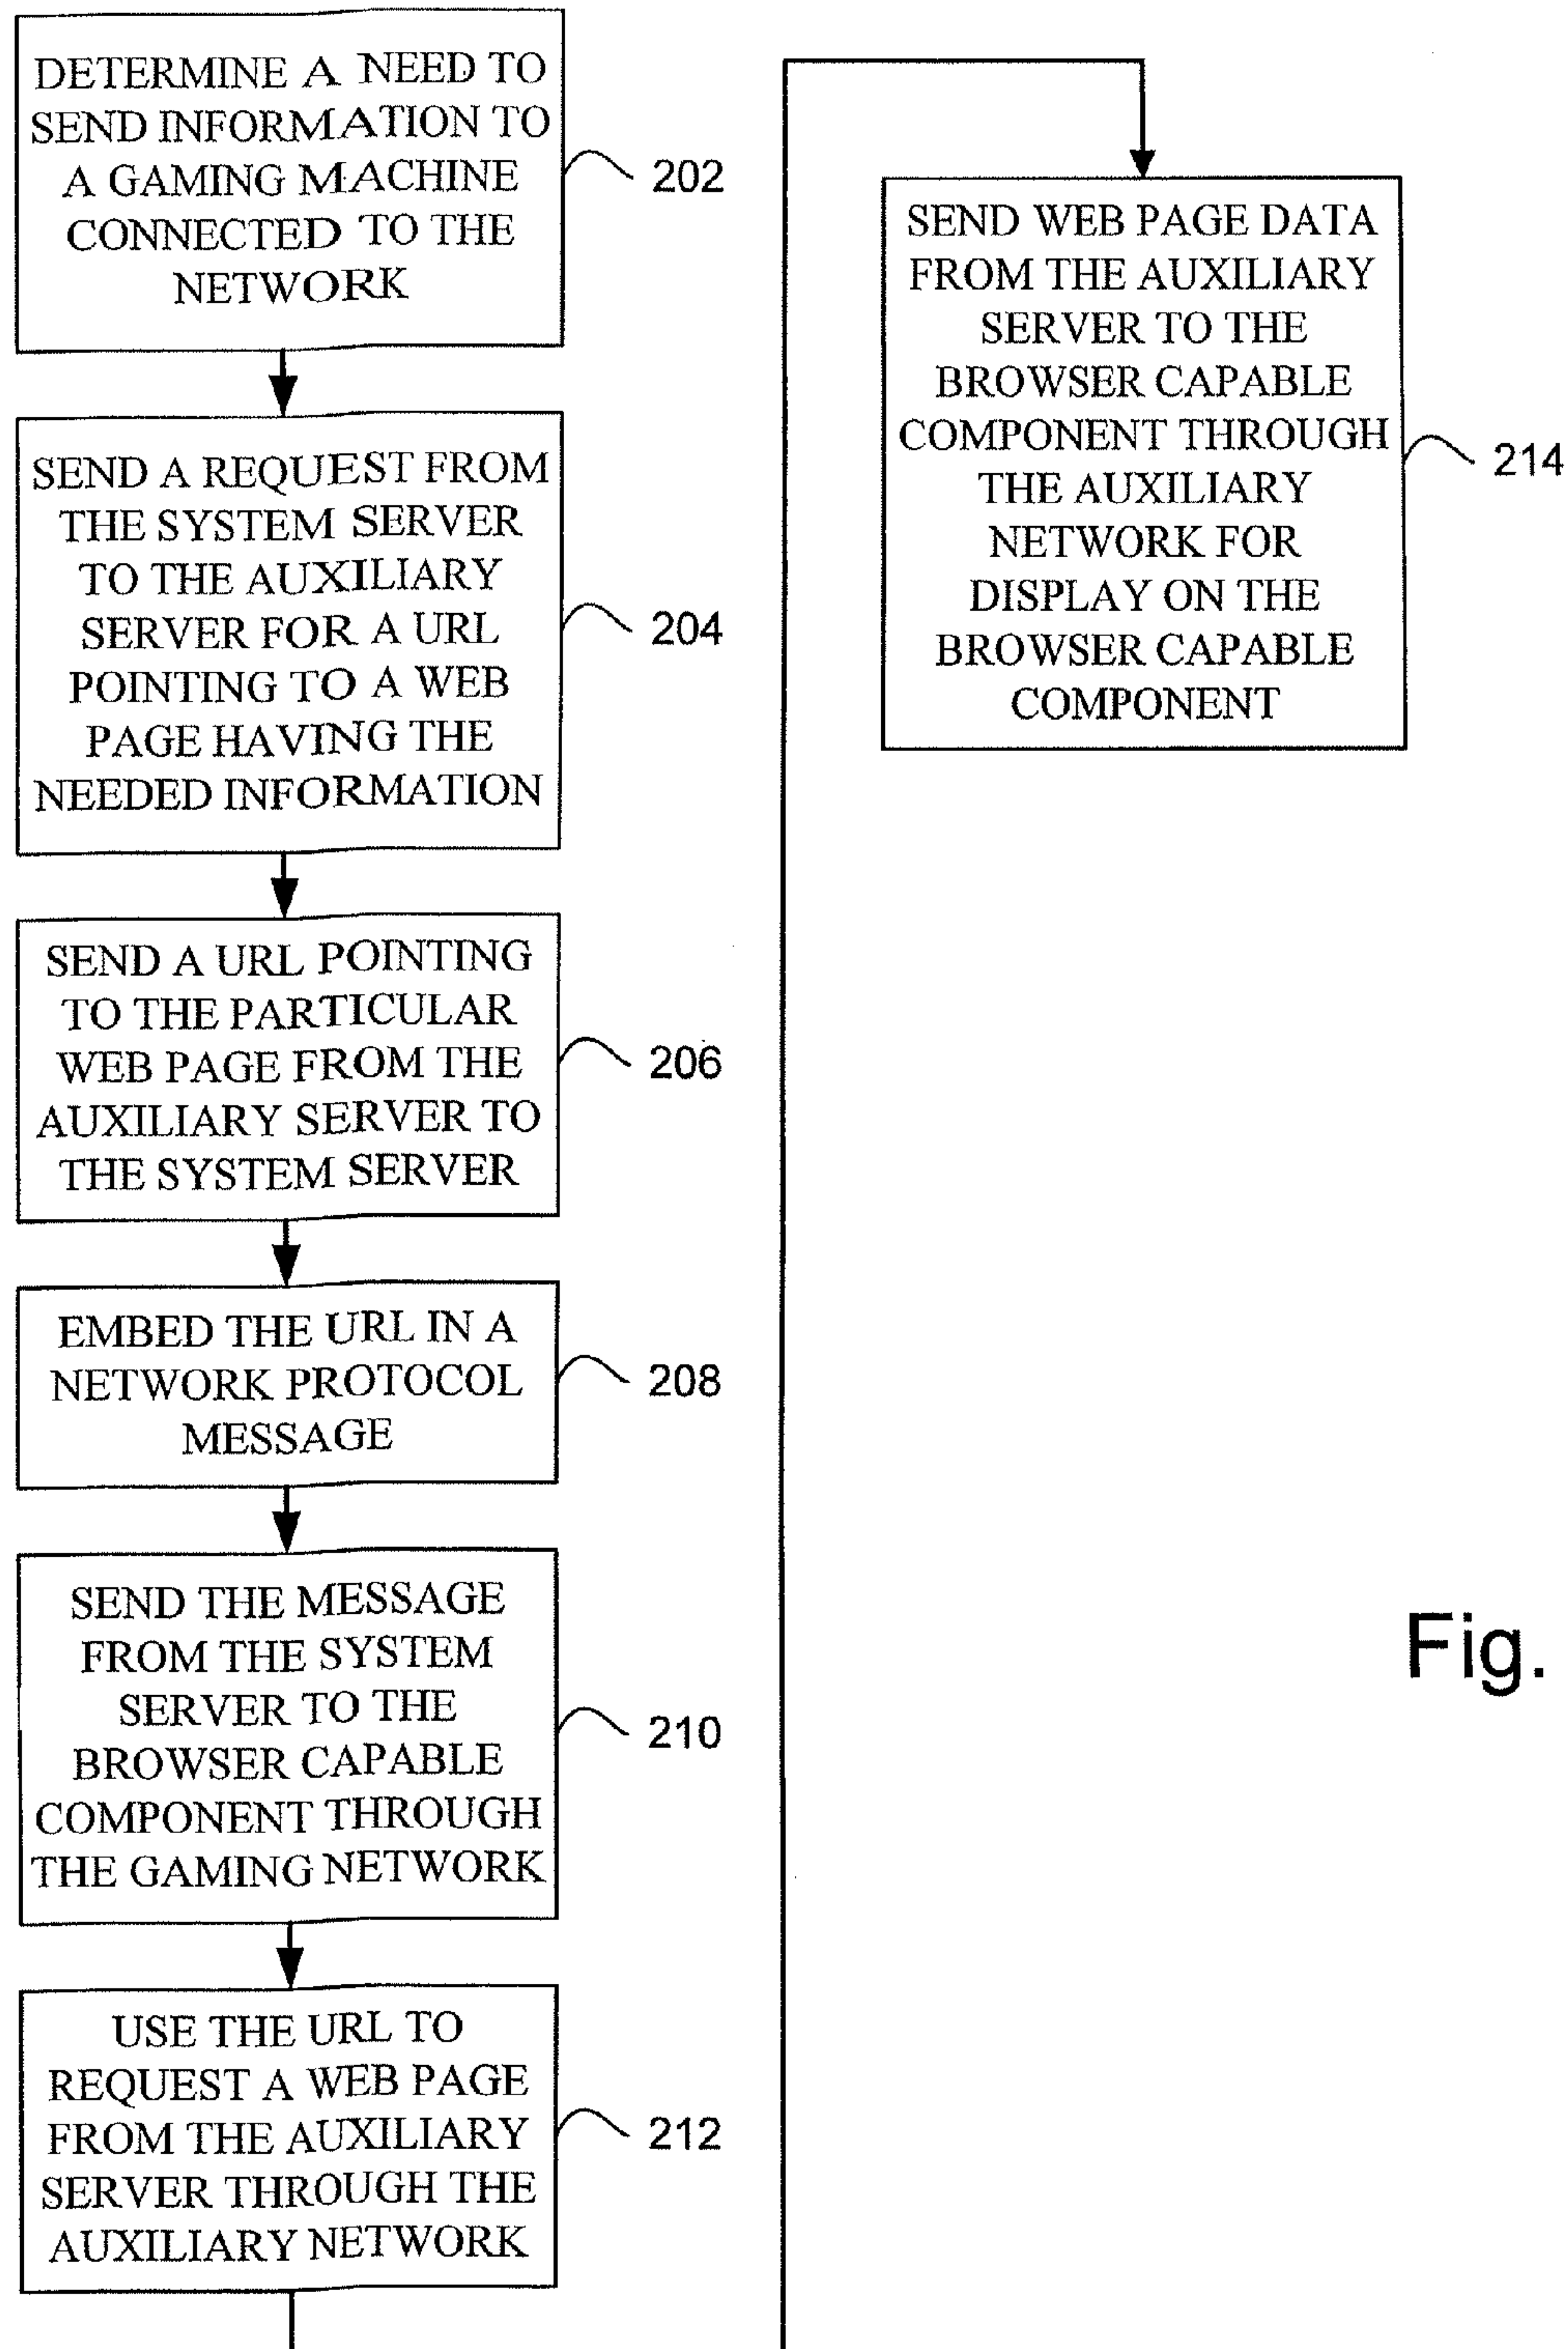 DETERMINE A NEED TO
SEND INFORMATION TO
A GAMING MACHINE
CONNECTED TO THE
NETWORK
202
SEND A REQUEST FROM
THE SYSTEM SERVER
TO THE AUXILIARY
SERVER FOR A URL
POINTING TO A WEB
PAGE HAVING THE
NEEDED INFORMATION
204
SEND A URL POINTING
TO THE PARTICULAR
WEB PAGE FROM THE
AUXILIARY SERVER TO
THE SYSTEM SERVER
206
EMBED THE URL IN A
NETWORK PROTOCOL
MESSAGE
208
SEND THE MESSAGE
FROM THE SYSTEM
SERVER TO THE
BROWSER CAPABLE
COMPONENT THROUGH
THE GAMING NETWORK
210
USE THE URL TO
REQUEST A WEB PAGE
FROM THE AUXILIARY
SERVER THROUGH THE
AUXILIARY NETWORK
212
SEND WEB PAGE DATA
FROM THE AUXILIARY
SERVER TO THE
BROWSER CAPABLE
COMPONENT THROUGH
THE AUXILIARY
NETWORK FOR
DISPLAY ON THE
BROWSER CAPABLE
COMPONENT
214
Fig.